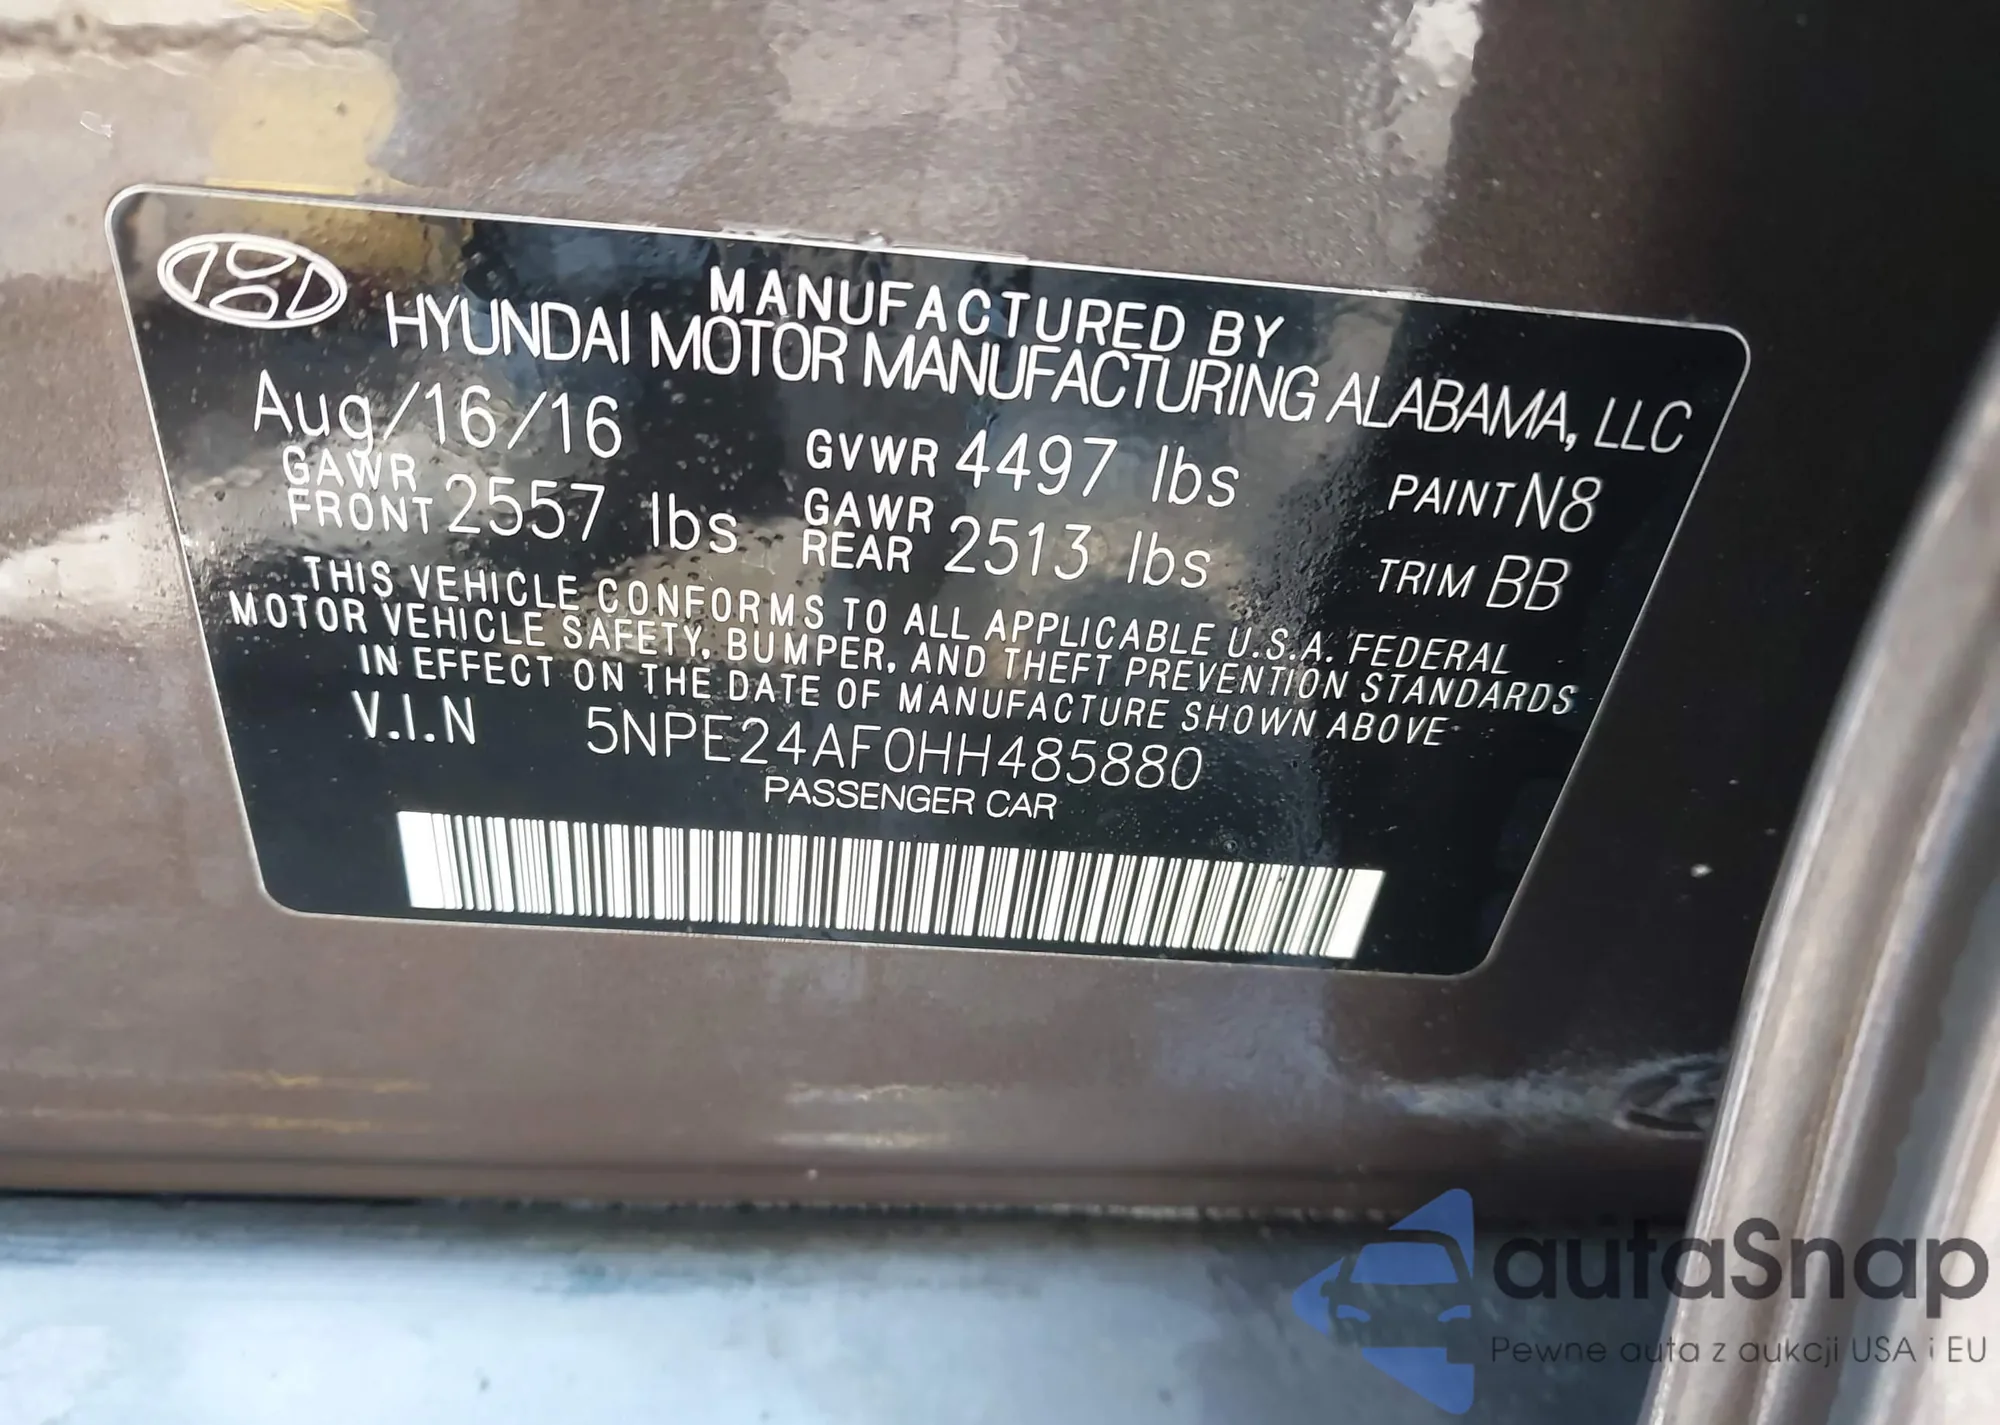 MANUFACTURED BY
HYUNDAI MOTOR MANUFACTURING ALABAMA, LLC
Aug/16/16 GVWR 4497 lbs PAINT N8
GAWR FRONT 2557 lbs GAWR REAR 2513 lbs TRIM BB
THIS VEHICLE CONFORMS TO ALL APPLICABLE U.S.A. FEDERAL
MOTOR VEHICLE SAFETY, BUMPER, AND THEFT PREVENTION STANDARDS
IN EFFECT ON THE DATE OF MANUFACTURE SHOWN ABOVE
V.I.N 5NPE24AF0HH485880
PASSENGER CAR
autaSnap
Pewne auta z aukcji USA i EU